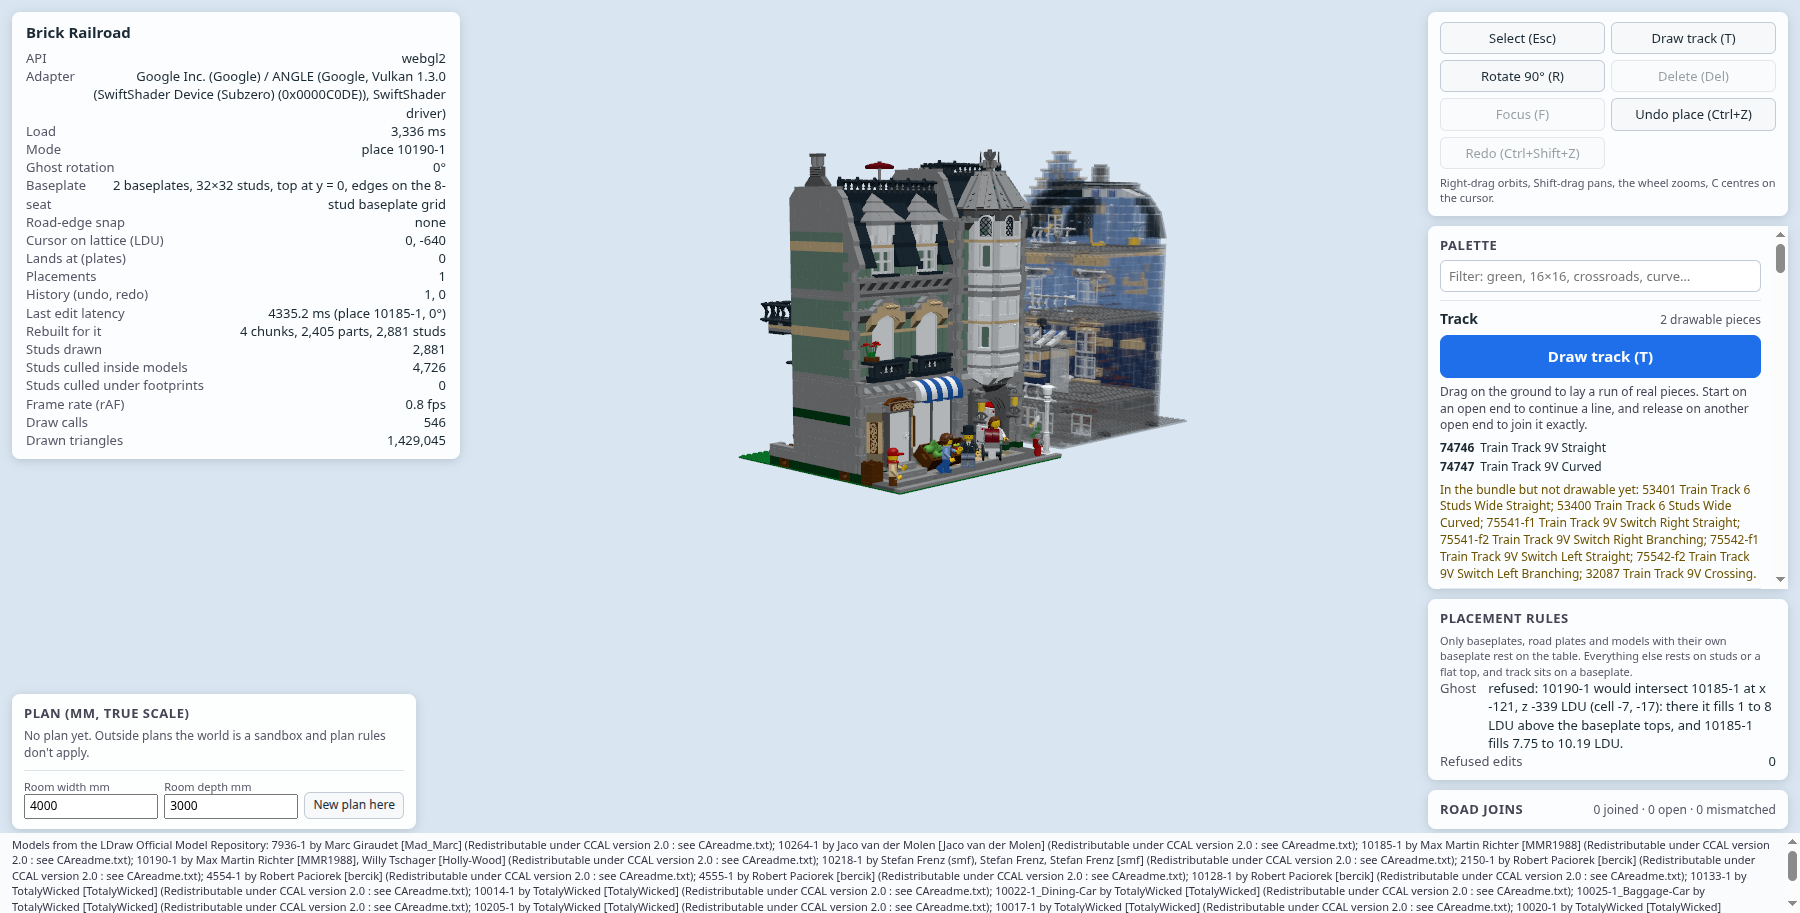 Brick Railroad
API webgl2
Adapter Google Inc. (Google) / ANGLE (Google, Vulkan 1.3.0
(SwiftShader Device (Subzero) (0x0000C0DE)), SwiftShader
driver)
Load 3,336 ms
Mode place 10190-1
Ghost rotation 0°
Baseplate 2 baseplates, 32×32 studs, top at y = 0, edges on the 8-
seat stud baseplate grid
Road-edge snap none
Cursor on lattice (LDU) 0, -640
Lands at (plates) 0
Placements 1
History (undo, redo) 1, 0
Last edit latency 4335.2 ms (place 10185-1, 0°)
Rebuilt for it 4 chunks, 2,405 parts, 2,881 studs
Studs drawn 2,881
Studs culled inside models 4,726
Studs culled under footprints 0
Frame rate (rAF) 0.8 fps
Draw calls 546
Drawn triangles 1,429,045
Select (Esc) Draw track (T)
Rotate 90° (R) Delete (Del)
Focus (F) Undo place (Ctrl+Z)
Redo (Ctrl+Shift+Z)
Right-drag orbits, Shift-drag pans, the wheel zooms, C centres on
the cursor.
PALETTE
Filter: green, 16×16, crossroads, curve...
Track 2 drawable pieces
Draw track (T)
Drag on the ground to lay a run of real pieces. Start on
an open end to continue a line, and release on another
open end to join it exactly.
74746 Train Track 9V Straight
74747 Train Track 9V Curved
In the bundle but not drawable yet: 53401 Train Track 6
Studs Wide Straight; 53400 Train Track 6 Studs Wide
Curved; 75541-f1 Train Track 9V Switch Right Straight;
75541-f2 Train Track 9V Switch Right Branching; 75542-f1
Train Track 9V Switch Left Straight; 75542-f2 Train Track
9V Switch Left Branching; 32087 Train Track 9V Crossing.
PLACEMENT RULES
Only baseplates, road plates and models with their own
baseplate rest on the table. Everything else rests on studs or a
flat top, and track sits on a baseplate.
Ghost refused: 10190-1 would intersect 10185-1 at x
-121, z -339 LDU (cell -7, -17): there it fills 1 to 8
LDU above the baseplate tops, and 10185-1
fills 7.75 to 10.19 LDU.
Refused edits 0
ROAD JOINS 0 joined · 0 open · 0 mismatched
PLAN (MM, TRUE SCALE)
No plan yet. Outside plans the world is a sandbox and plan rules
don't apply.
Room width mm Room depth mm
4000 3000 New plan here
Models from the LDraw Official Model Repository: 7936-1 by Marc Giraudet [Mad_Marc] (Redistributable under CCAL version 2.0 : see CAreadme.txt); 10264-1 by Jaco van der Molen [Jaco van der Molen] (Redistributable under CCAL version 2.0 : see CAreadme.txt); 10185-1 by Max Martin Richter [MMR1988] (Redistributable under CCAL version
2.0 : see CAreadme.txt); 10190-1 by Max Martin Richter [MMR1988], Willy Tschager [Holly-Wood] (Redistributable under CCAL version 2.0 : see CAreadme.txt); 10218-1 by Stefan Frenz (smf), Stefan Frenz, Stefan Frenz [smf] (Redistributable under CCAL version 2.0 : see CAreadme.txt); 2150-1 by Robert Paciorek [bercik] (Redistributable under
CCAL version 2.0 : see CAreadme.txt); 4554-1 by Robert Paciorek [bercik] (Redistributable under CCAL version 2.0 : see CAreadme.txt); 4555-1 by Robert Paciorek [bercik] (Redistributable under CCAL version 2.0 : see CAreadme.txt); 10128-1 by Robert Paciorek [bercik] (Redistributable under CCAL version 2.0 : see CAreadme.txt); 10133-1 by
TotalyWicked [TotalyWicked] (Redistributable under CCAL version 2.0 : see CAreadme.txt); 10014-1 by TotalyWicked [TotalyWicked] (Redistributable under CCAL version 2.0 : see CAreadme.txt); 10022-1_Dining-Car by TotalyWicked [TotalyWicked] (Redistributable under CCAL version 2.0 : see CAreadme.txt); 10025-1_Baggage-Car by
TotalyWicked [TotalyWicked] (Redistributable under CCAL version 2.0 : see CAreadme.txt); 10205-1 by TotalyWicked [TotalyWicked] (Redistributable under CCAL version 2.0 : see CAreadme.txt); 10017-1 by TotalyWicked [TotalyWicked] (Redistributable under CCAL version 2.0 : see CAreadme.txt); 10020-1 by TotalyWicked [TotalyWicked]